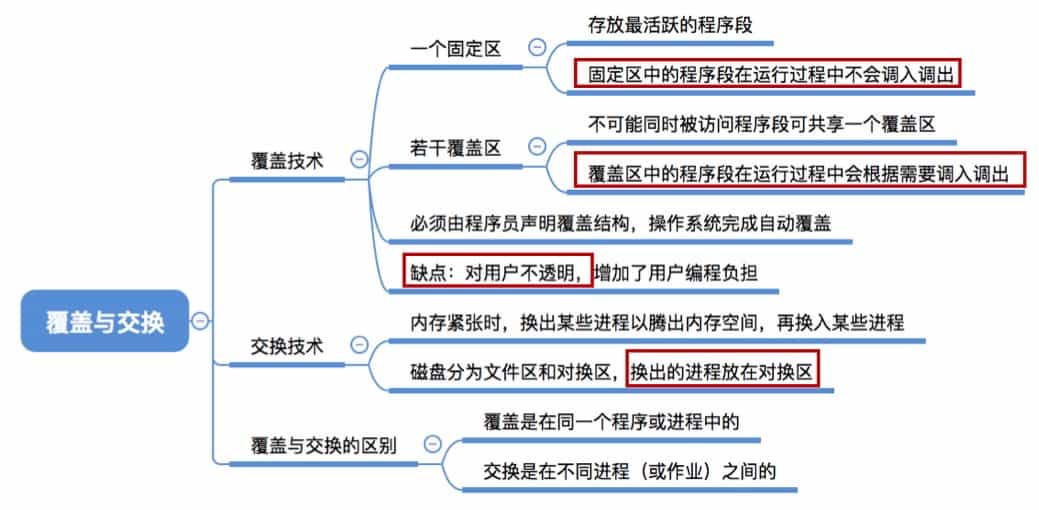 存放最活跃的程序段
一个固定区
固定区中的程序段在运行过程中不会调入调出
不可能同时被访问程序段可共享一个覆盖区
若干覆盖区
覆盖技术
覆盖区中的程序段在运行过程中会根据需要调入调出
必须由程序员声明覆盖结构，操作系统完成自动覆盖
缺点：对用户不透明，增加了用户编程负担
覆盖与交换
内存紧张时，换出某些进程以腾出内存空间，再换入某些进程
交换技术
磁盘分为文件区和对换区，换出的进程放在对换区
覆盖是在同一个程序或进程中的
覆盖与交换的区别
交换是在不同进程（或作业）之间的